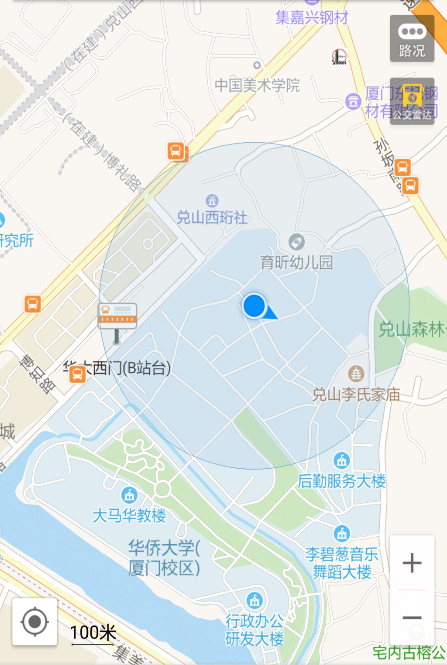 集嘉兴钢材
(在建)兑山西
路况
中国美术学院
厦门东
钢
材有
公司
公交雷达
(在建)博礼路
孙坂南路
兑山西珩社
研究所
育昕幼儿园
兑山森林
华大西门(B站台)
博知路
兑山李氏家庙
城
后勤服务大楼
大马华教楼
华侨大学(
厦门校区)
李碧葱音乐
舞蹈大楼
行政办公
研发大楼
100米
集美
宅内古榕公